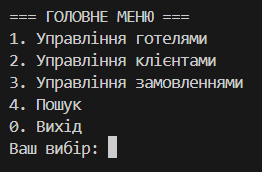 === ГОЛОВНЕ МЕНЮ ===
1. Управління готелями
2. Управління клієнтами
3. Управління замовленнями
4. Пошук
0. Вихід
Ваш вибір: